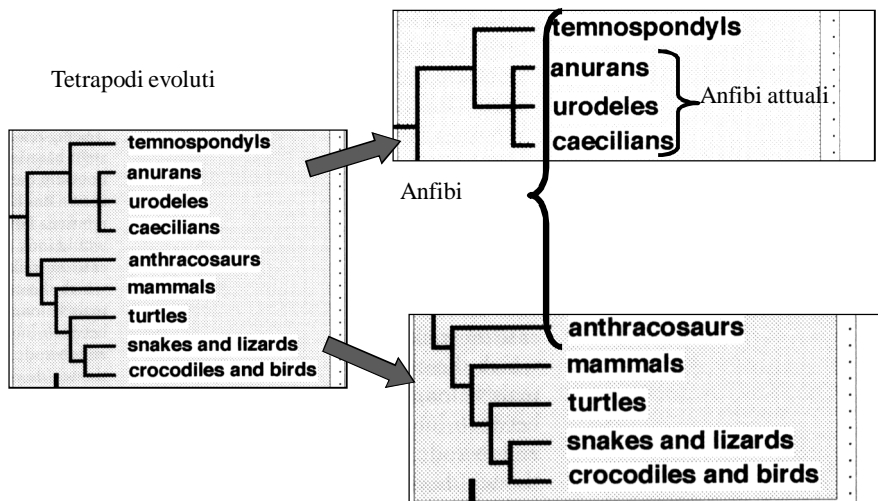 Tetrapodi evoluti
temnospondyls
anurans
urodeles
caecilians
anthracosaurs
mammals
turtles
snakes and lizards
crocodiles and birds
temnospondyls
anurans
urodeles
caecilians
Anfibi attuali
Anfibi
anthracosaurs
mammals
turtles
snakes and lizards
crocodiles and birds